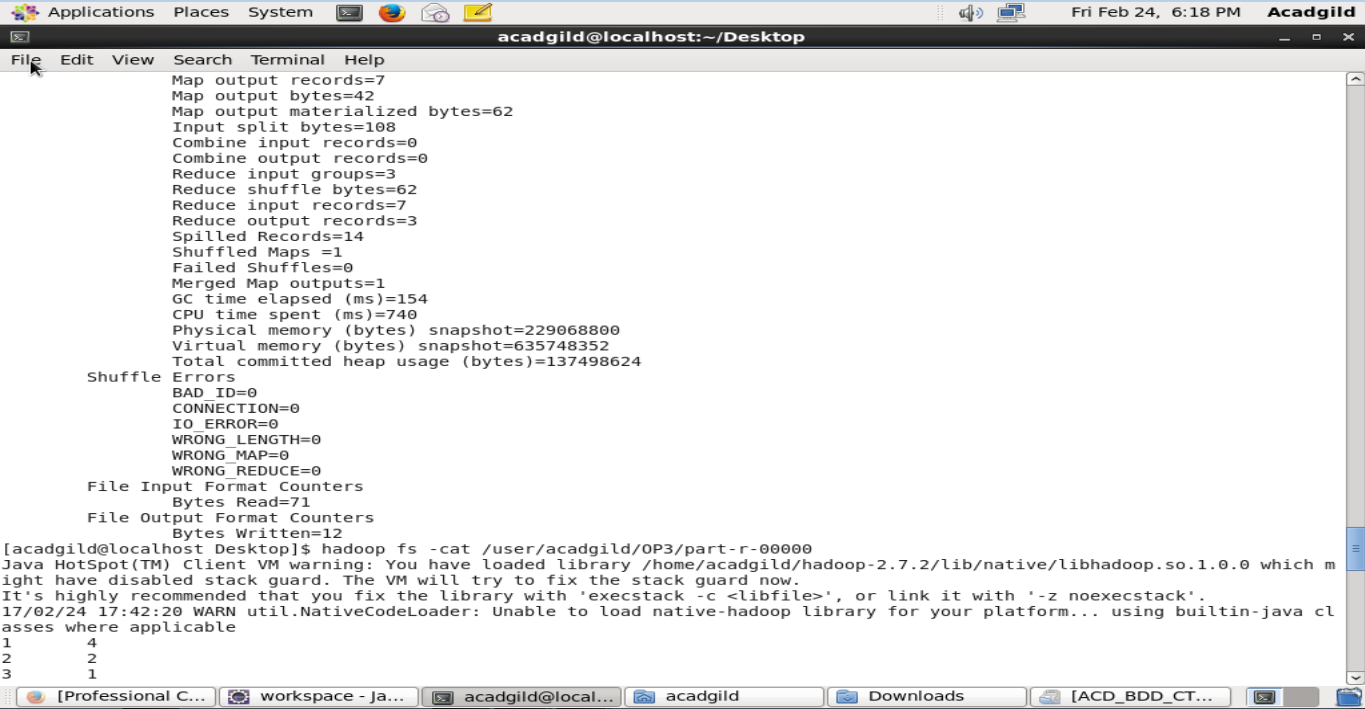 Applications Places System Fri Feb 24, 6:18 PM Acadgild
acadgild@localhost:~/Desktop
File Edit View Search Terminal Help
Map output records=7
Map output bytes=42
Map output materialized bytes=62
Input split bytes=108
Combine input records=0
Combine output records=0
Reduce input groups=3
Reduce shuffle bytes=62
Reduce input records=7
Reduce output records=3
Spilled Records=14
Shuffled Maps =1
Failed Shuffles=0
Merged Map outputs=1
GC time elapsed (ms)=154
CPU time spent (ms)=740
Physical memory (bytes) snapshot=229068800
Virtual memory (bytes) snapshot=635748352
Total committed heap usage (bytes)=137498624
Shuffle Errors
BAD_ID=0
CONNECTION=0
IO_ERROR=0
WRONG_LENGTH=0
WRONG_MAP=0
WRONG_REDUCE=0
File Input Format Counters
Bytes Read=71
File Output Format Counters
Bytes Written=12
[acadgild@localhost Desktop]$ hadoop fs -cat /user/acadgild/OP3/part-r-00000
Java HotSpot(TM) Client VM warning: You have loaded library /home/acadgild/hadoop-2.7.2/lib/native/libhadoop.so.1.0.0 which m
ight have disabled stack guard. The VM will try to fix the stack guard now.
It's highly recommended that you fix the library with 'execstack -c <libfile>', or link it with '-z noexecstack'.
17/02/24 17:42:20 WARN util.NativeCodeLoader: Unable to load native-hadoop library for your platform... using builtin-java cl
asses where applicable
1 4
2 2
3 1
[Professional C... workspace - Ja... acadgild@local... acadgild Downloads [ACD_BDD_CT...